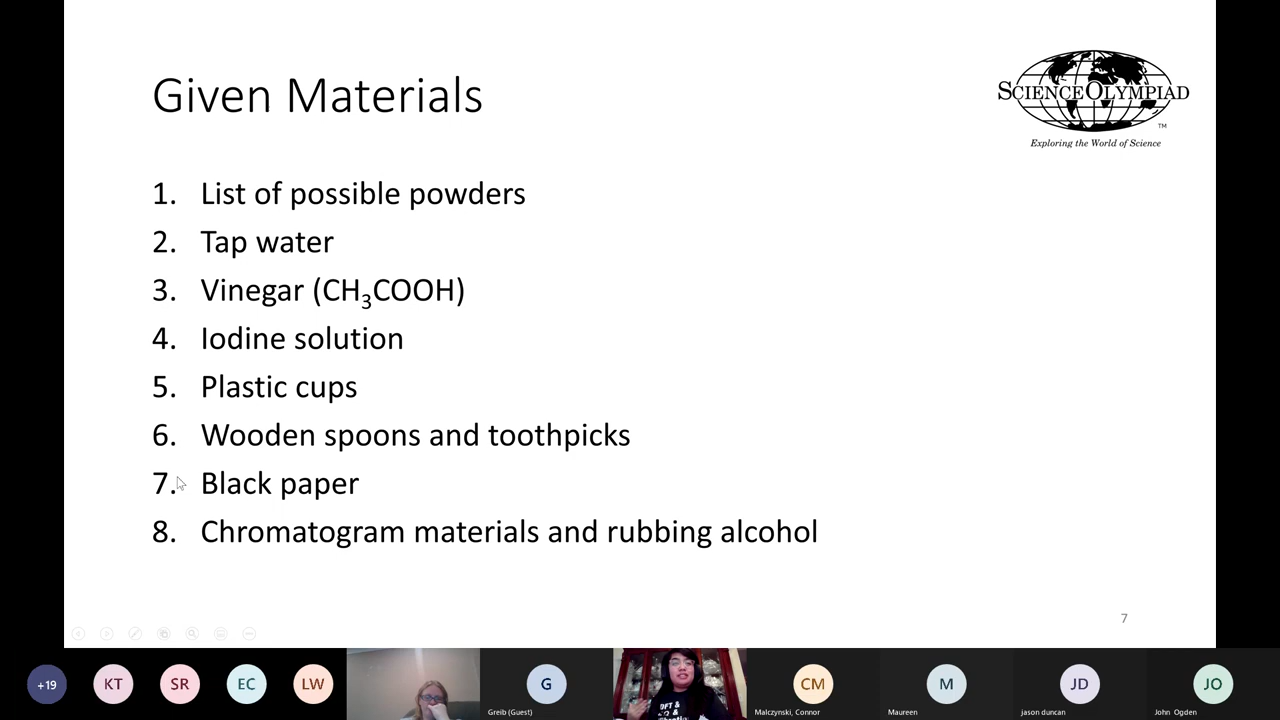 Given Materials
SCIENCEOLYMPIAD
TM
Exploring the World of Science
1. List of possible powders
2. Tap water
3. Vinegar (CH₃COOH)
4. Iodine solution
5. Plastic cups
6. Wooden spoons and toothpicks
7. Black paper
8. Chromatogram materials and rubbing alcohol
7
+19
KT
SR
EC
LW
G
Greib (Guest)
CM
Malczynski, Connor
M
Maureen
JD
jason duncan
JO
John Ogden